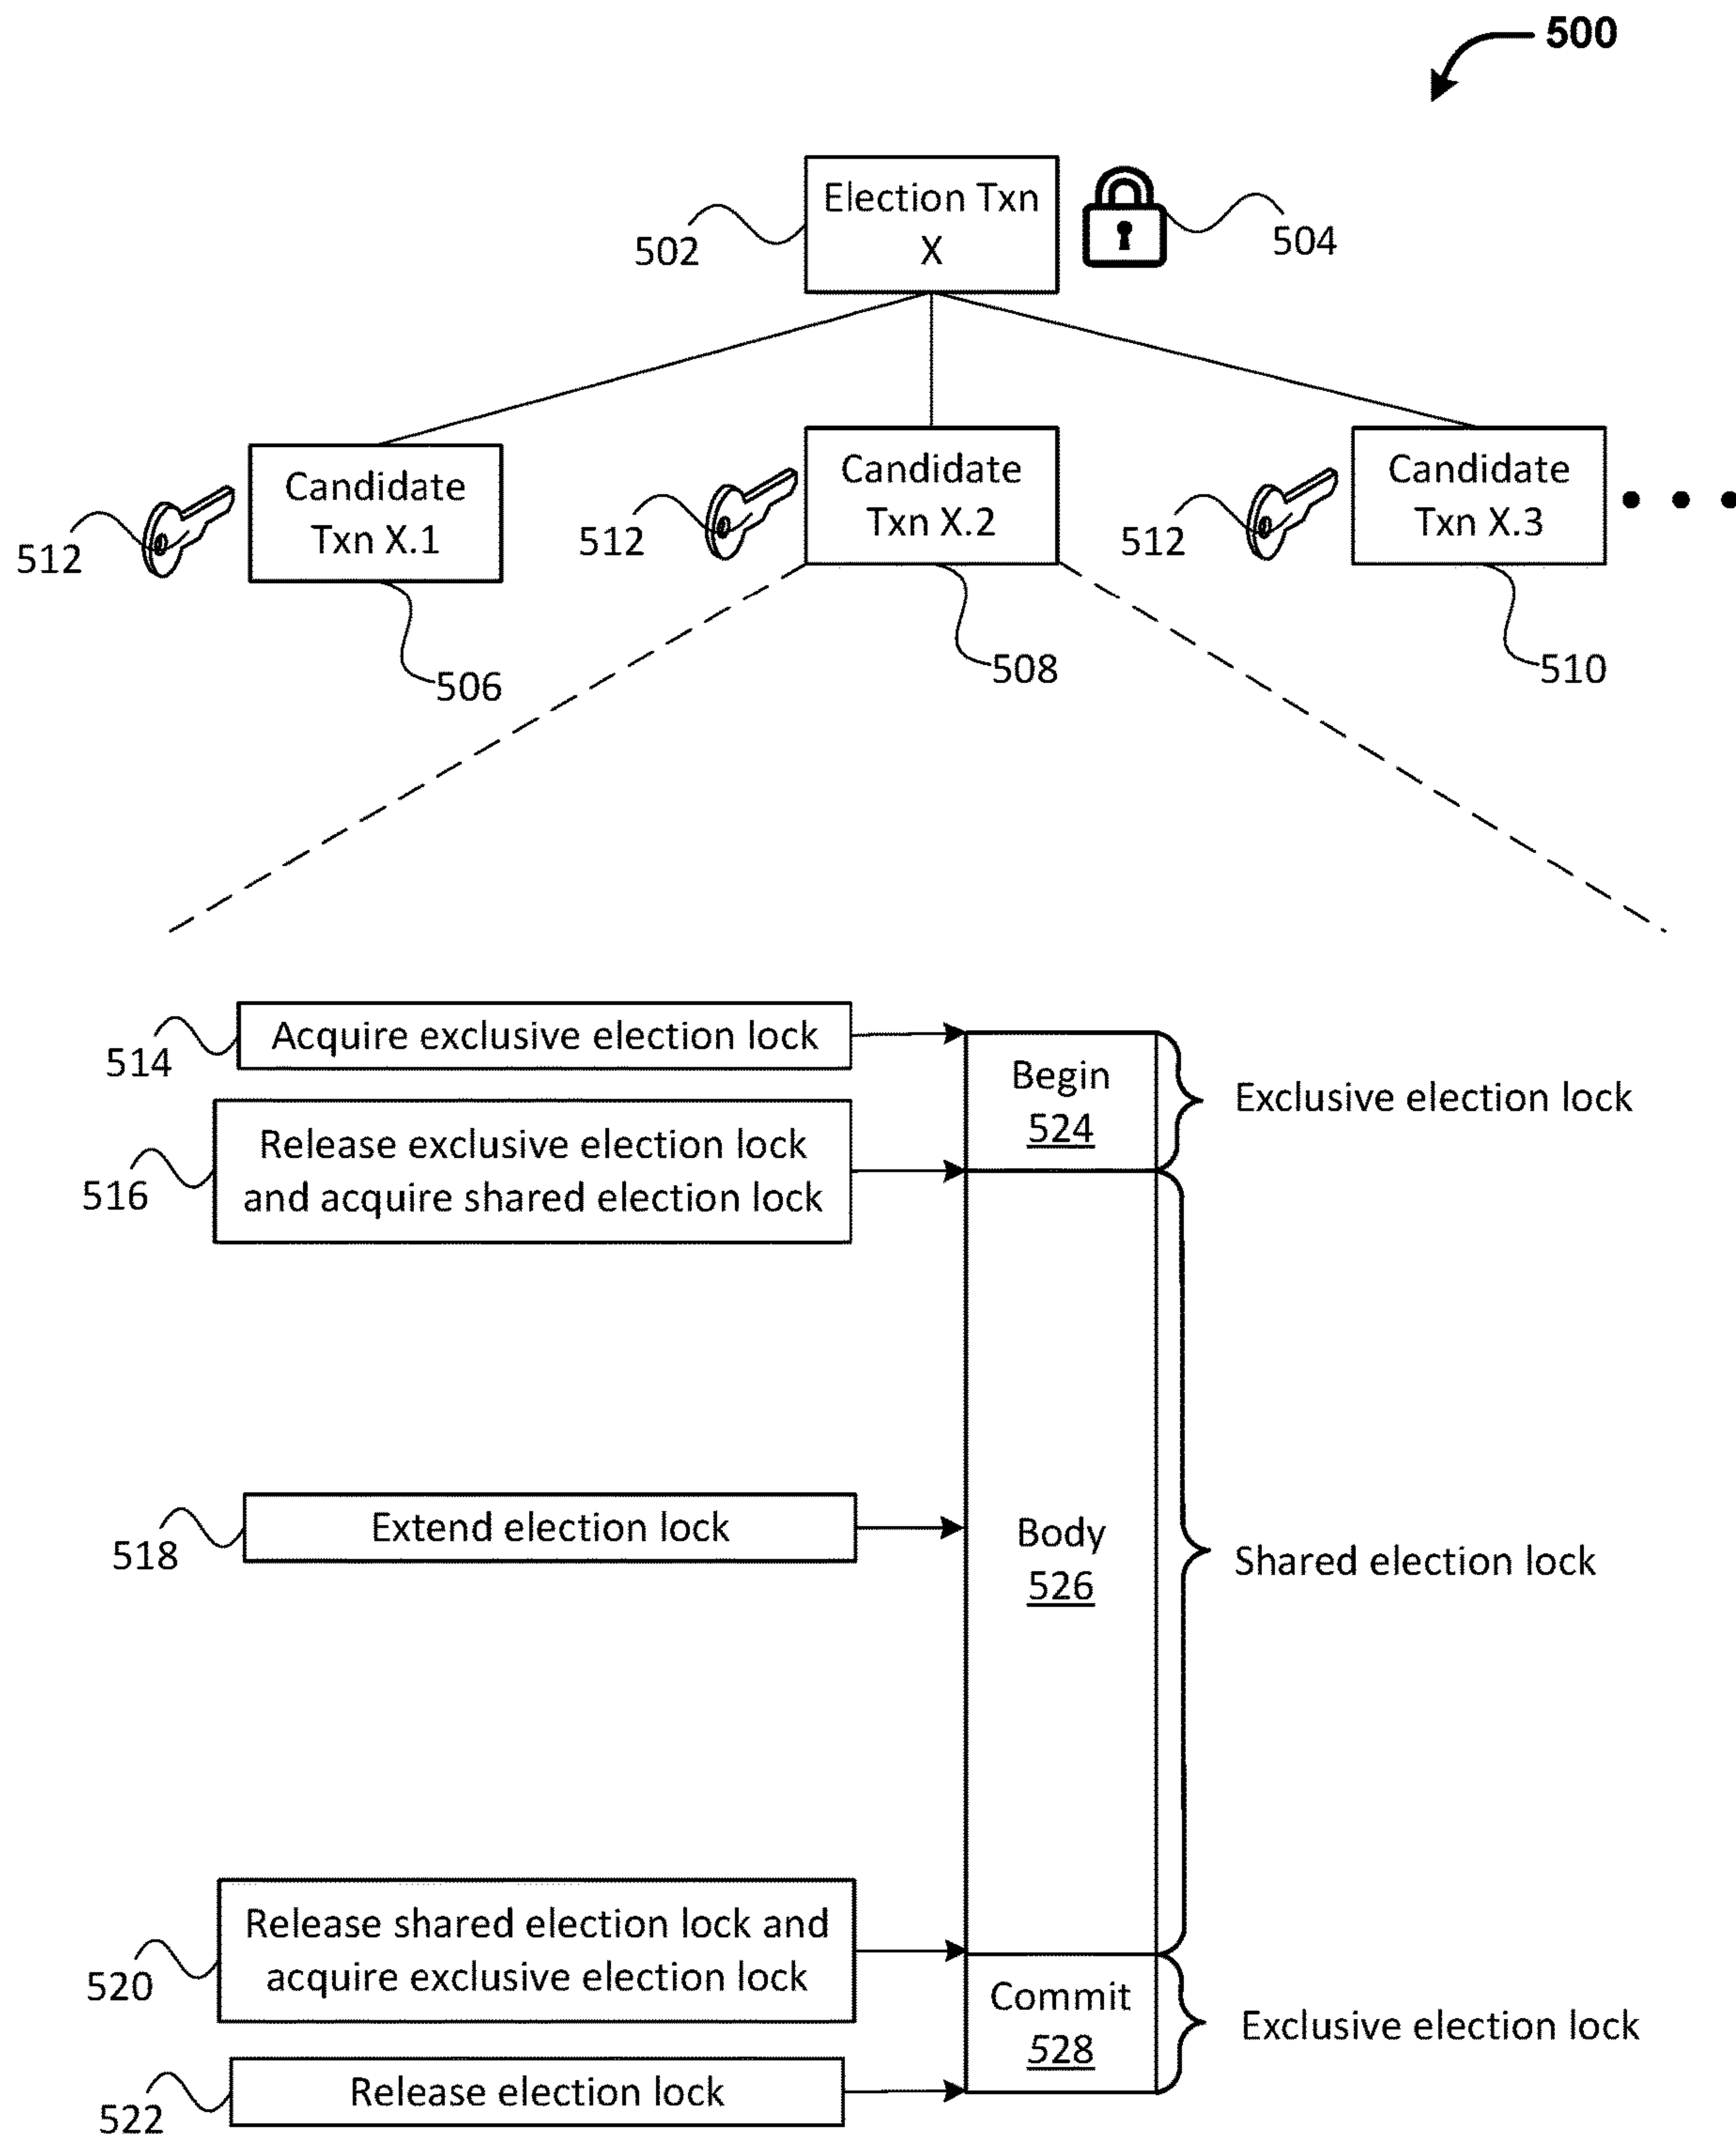 500
Election Txn
X
502
504
Candidate
Txn X.1
Candidate
Txn X.2
Candidate
Txn X.3
512
512
512
506
508
510
Acquire exclusive election lock
514
Begin
524
Exclusive election lock
Release exclusive election lock
and acquire shared election lock
516
Extend election lock
518
Body
526
Shared election lock
Release shared election lock and
acquire exclusive election lock
520
Commit
528
Exclusive election lock
Release election lock
522